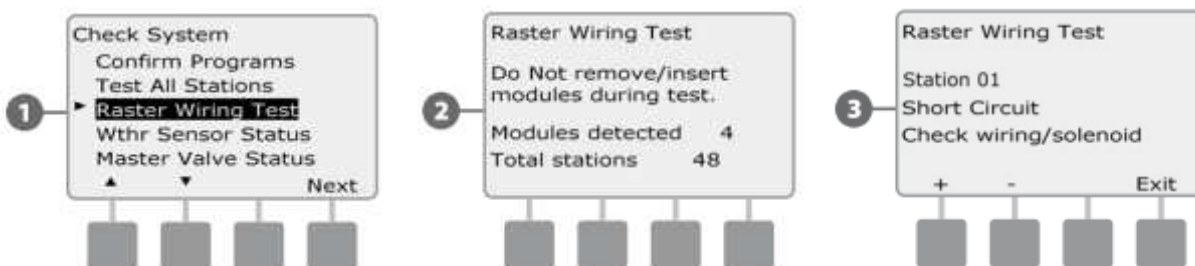 1
Check System
Confirm Programs
Test All Stations
Raster Wiring Test
Wthr Sensor Status
Master Valve Status
Next
2
Raster Wiring Test
Do Not remove/insert
modules during test.
Modules detected 4
Total stations 48
3
Raster Wiring Test
Station 01
Short Circuit
Check wiring/solenoid
+ - Exit